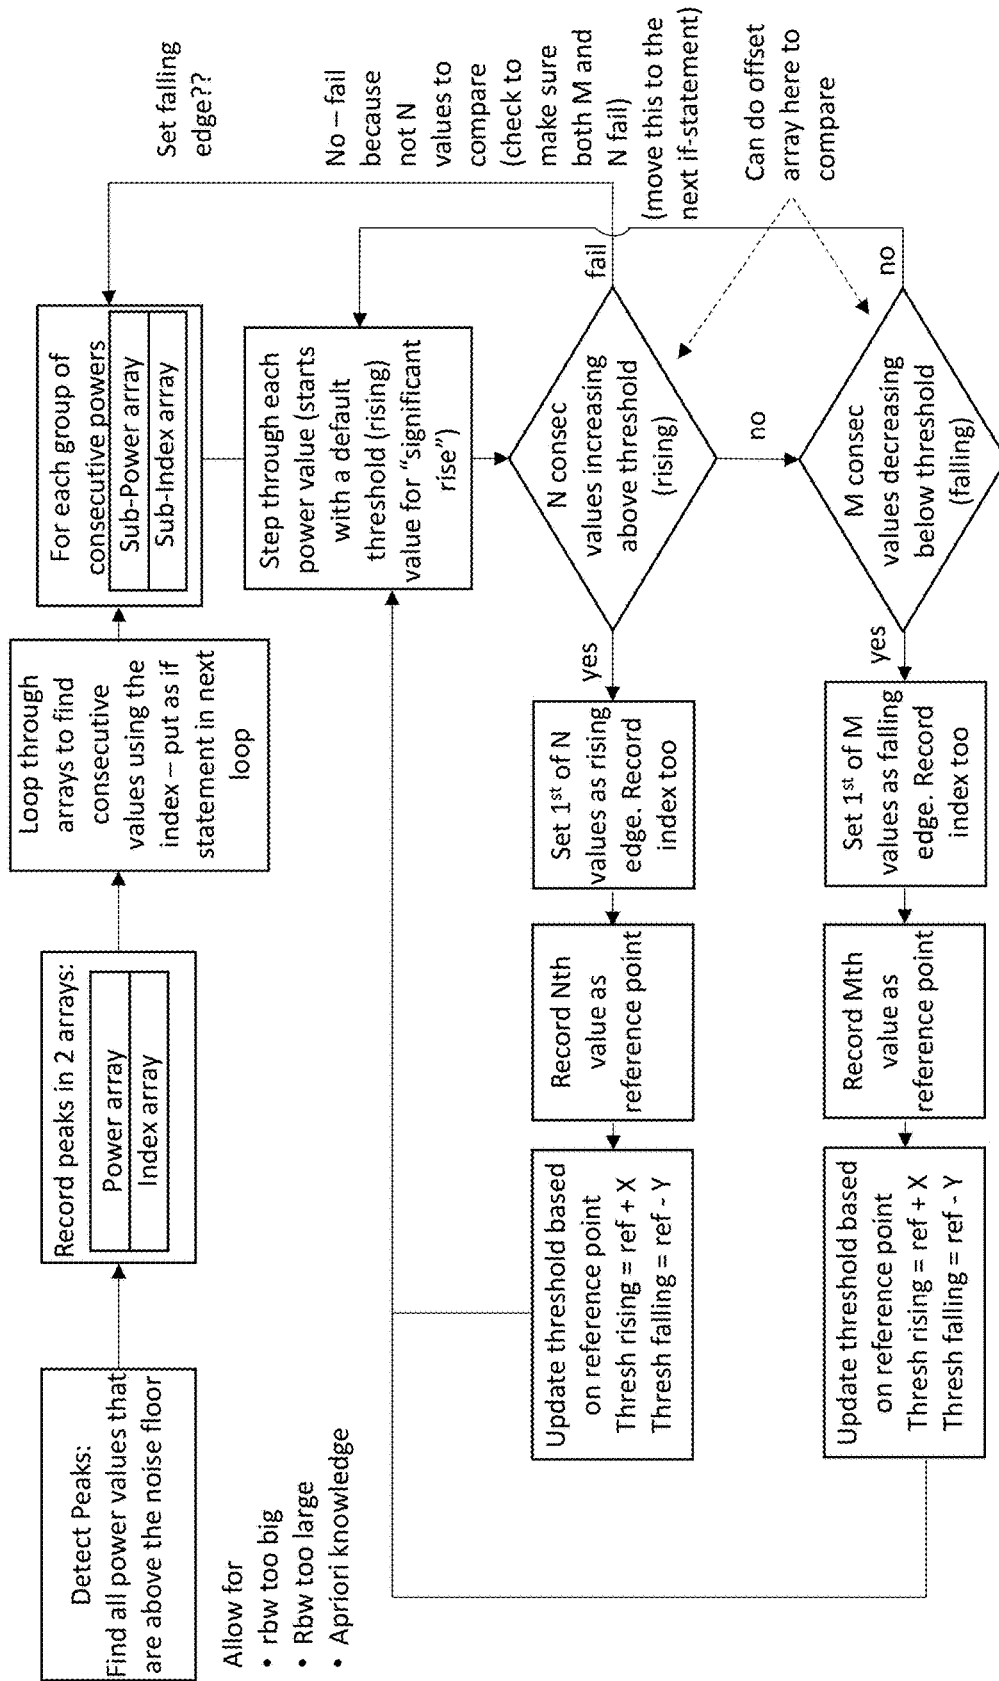 Detect Peaks:
Find all power values that
are above the noise floor
Allow for
• rbw too big
• Rbw too large
• Apriori knowledge
Record peaks in 2 arrays:
Power array
Index array
Loop through
arrays to find
consecutive
values using the
index – put as if
statement in next
loop
For each group of
consecutive powers
Sub-Power array
Sub-Index array
Set falling
edge??
Step through each
power value (starts
with a default
threshold (rising)
value for “significant
rise”)
No – fail
because
not N
values to
compare
(check to
make sure
both M and
N fail)
(move this to the
next if-statement)
N consec
values increasing
above threshold
(rising)
fail
yes
no
Can do offset
array here to
compare
Set 1st of N
values as rising
edge. Record
index too
Record Nth
value as
reference point
Update threshold based
on reference point
Thresh rising = ref + X
Thresh falling = ref - Y
M consec
values decreasing
below threshold
(falling)
no
yes
Set 1st of M
values as falling
edge. Record
index too
Record Mth
value as
reference point
Update threshold based
on reference point
Thresh rising = ref + X
Thresh falling = ref - Y